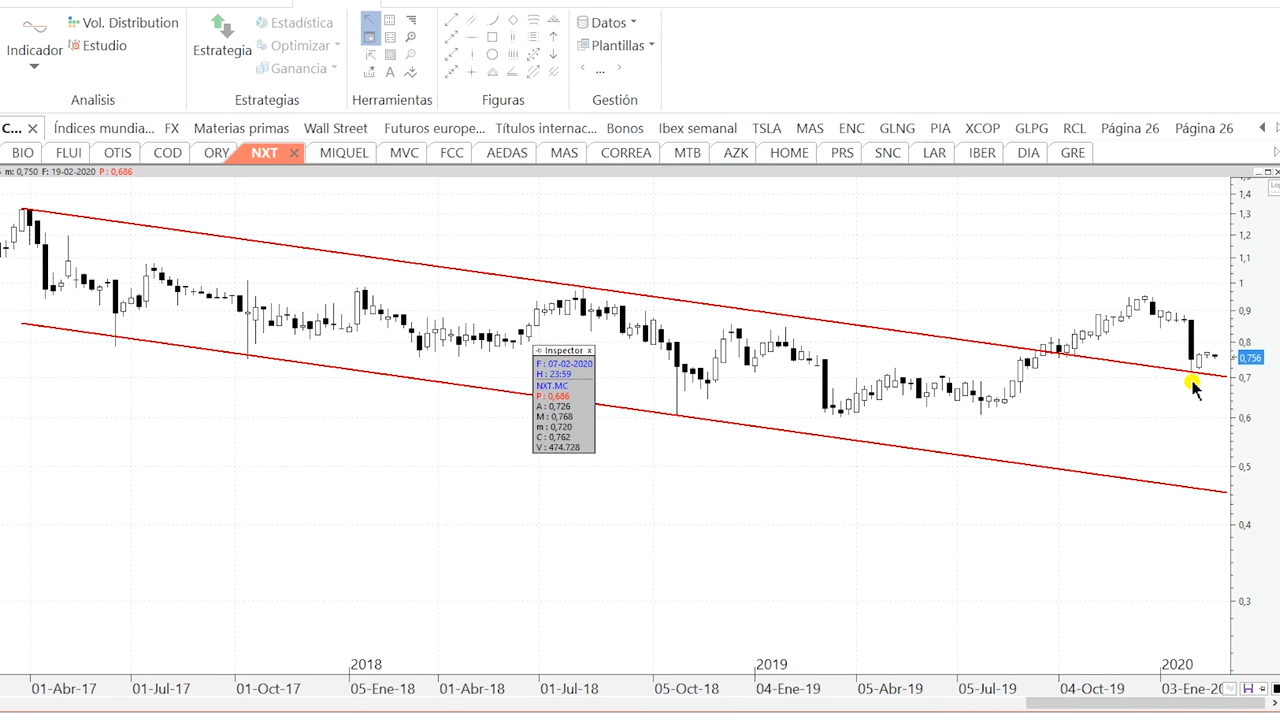 Vol. Distribution
Indicador
Estudio
Analisis
Estrategia
Estadística
Optimizar
Ganancia
Estrategias
A
Herramientas
Figuras
Datos
Plantillas
...
Gestión
C... X Índices mundia... FX Materias primas Wall Street Futuros europe... Títulos internac... Bonos Ibex semanal TSLA MAS ENC GLNG PIA XCOP GLPG RCL Página 26 Página 26
BIO FLUI OTIS COD ORY NXT X MIQUEL MVC FCC AEDAS MAS CORREA MTB AZK HOME PRS SNC LAR IBER DIA GRE
m: 0,750 F: 19-02-2020 P: 0,686
1,4
1,3
1,2
1,1
1
0,9
0,8
0,756
0,7
0,6
0,5
0,4
0,3
Inspector x
F : 07-02-2020
H : 23:59
NXT.MC
P : 0,686
A : 0,726
M : 0,768
m : 0,720
C : 0,762
V : 474.728
2018 2019 2020
01-Abr-17 01-Jul-17 01-Oct-17 05-Ene-18 01-Abr-18 01-Jul-18 05-Oct-18 04-Ene-19 05-Abr-19 05-Jul-19 04-Oct-19 03-Ene-20